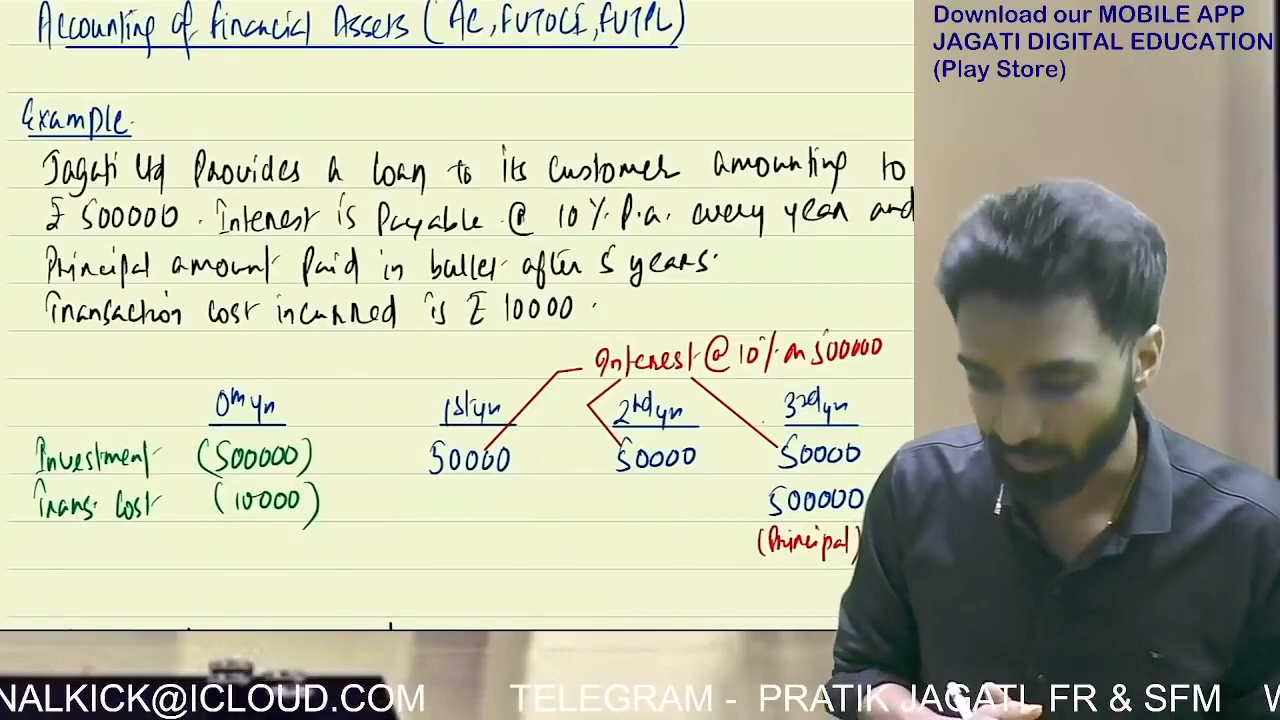 Accounting of Financial Assets (AC, FVTOCI, FVTPL)
Download our MOBILE APP
JAGATI DIGITAL EDUCATION
(Play Store)
Example
Jagati Ltd Provides a loan to its customer amounting to
₹ 500000. Interest is Payable @ 10% P.a. every year and
Principal amount paid in bullet after 5 years.
Transaction cost incurred is ₹ 10000.
Interest @ 10% on 500000
0th yr 1st yr 2nd yr 3rd yr
Investment (500000) 50000 50000 50000
Trans. cost (10000) 500000
(Principal)
NALKICK@ICLOUD.COM TELEGRAM - PRATIK JAGATI FR & SFM W